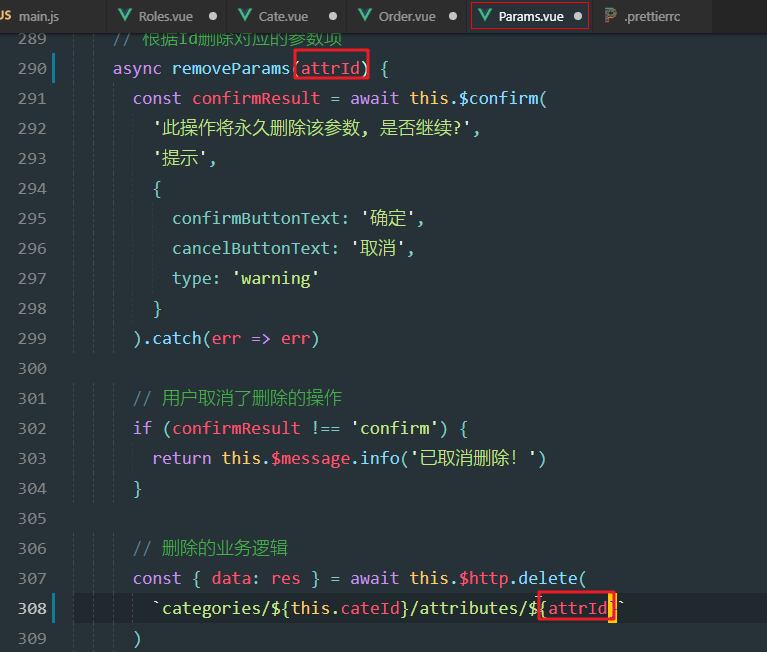 JS main.js Roles.vue Cate.vue Order.vue Params.vue .prettierrc
289 // 根据Id删除对应的参数项
290 async removeParams(attrId) {
291 const confirmResult = await this.$confirm(
292 '此操作将永久删除该参数, 是否继续?',
293 '提示',
294 {
295 confirmButtonText: '确定',
296 cancelButtonText: '取消',
297 type: 'warning'
298 }
299 ).catch(err => err)
300
301 // 用户取消了删除的操作
302 if (confirmResult !== 'confirm') {
303 return this.$message.info('已取消删除！')
304 }
305
306 // 删除的业务逻辑
307 const { data: res } = await this.$http.delete(
308 `categories/${this.cateId}/attributes/${attrId}`
309 )